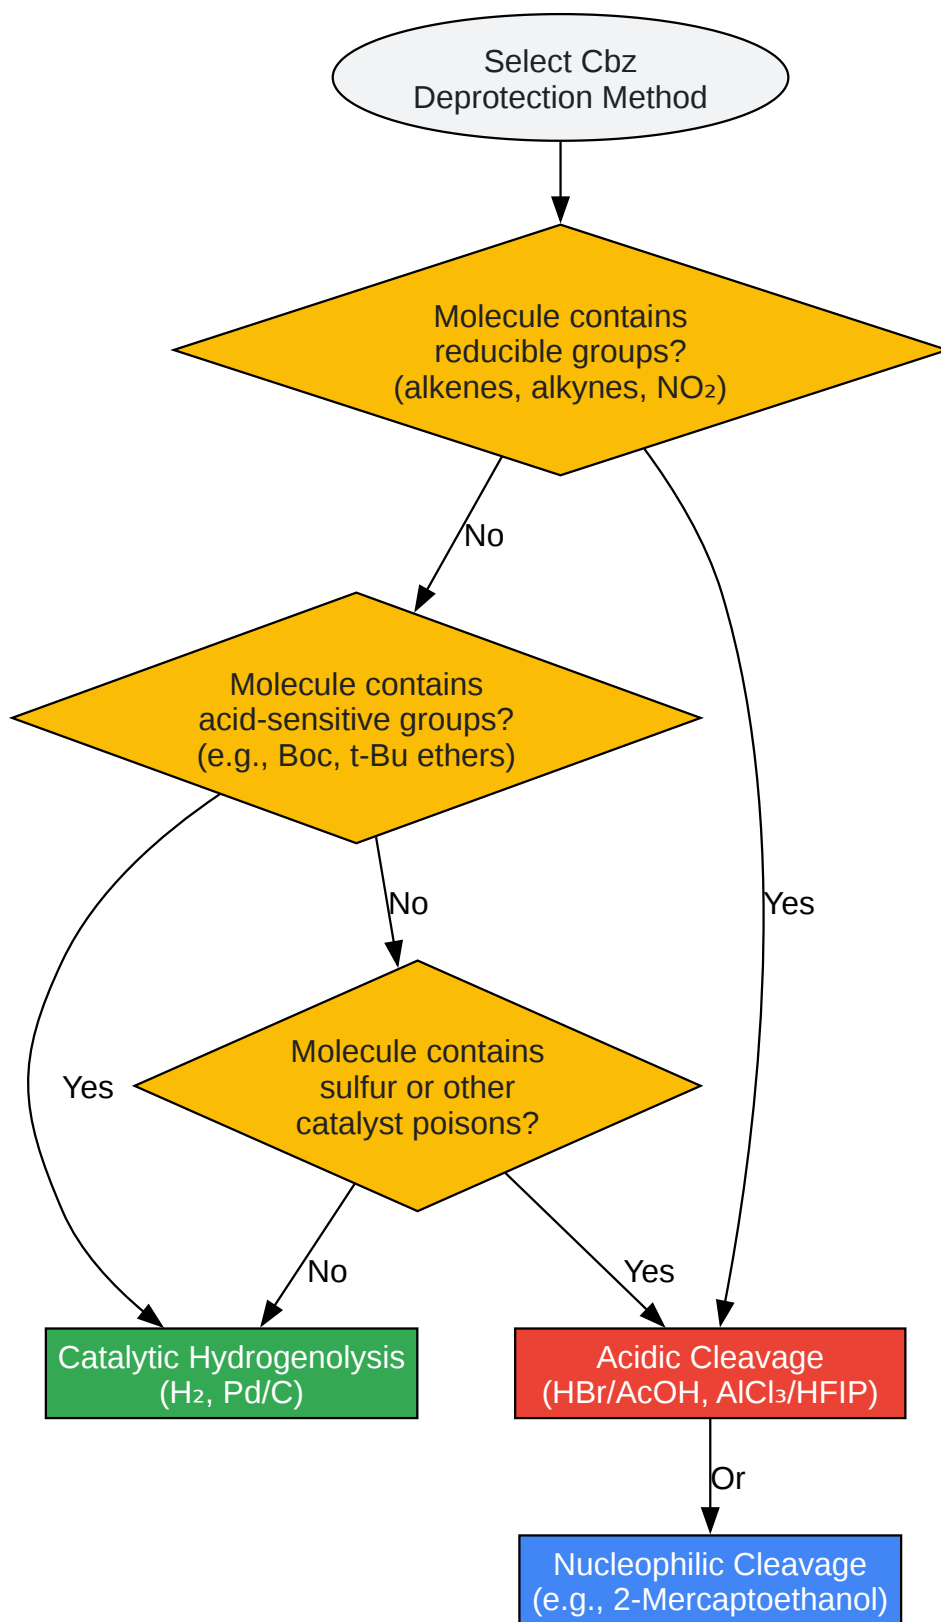 Select Cbz
Deprotection Method
Molecule contains
reducible groups?
(alkenes, alkynes, NO₂)
No
Molecule contains
acid-sensitive groups?
(e.g., Boc, t-Bu ethers)
No
Yes
Molecule contains
sulfur or other
catalyst poisons?
Yes
No
Yes
Catalytic Hydrogenolysis
(H₂, Pd/C)
Acidic Cleavage
(HBr/AcOH, AlCl₃/HFIP)
Or
Nucleophilic Cleavage
(e.g., 2-Mercaptoethanol)